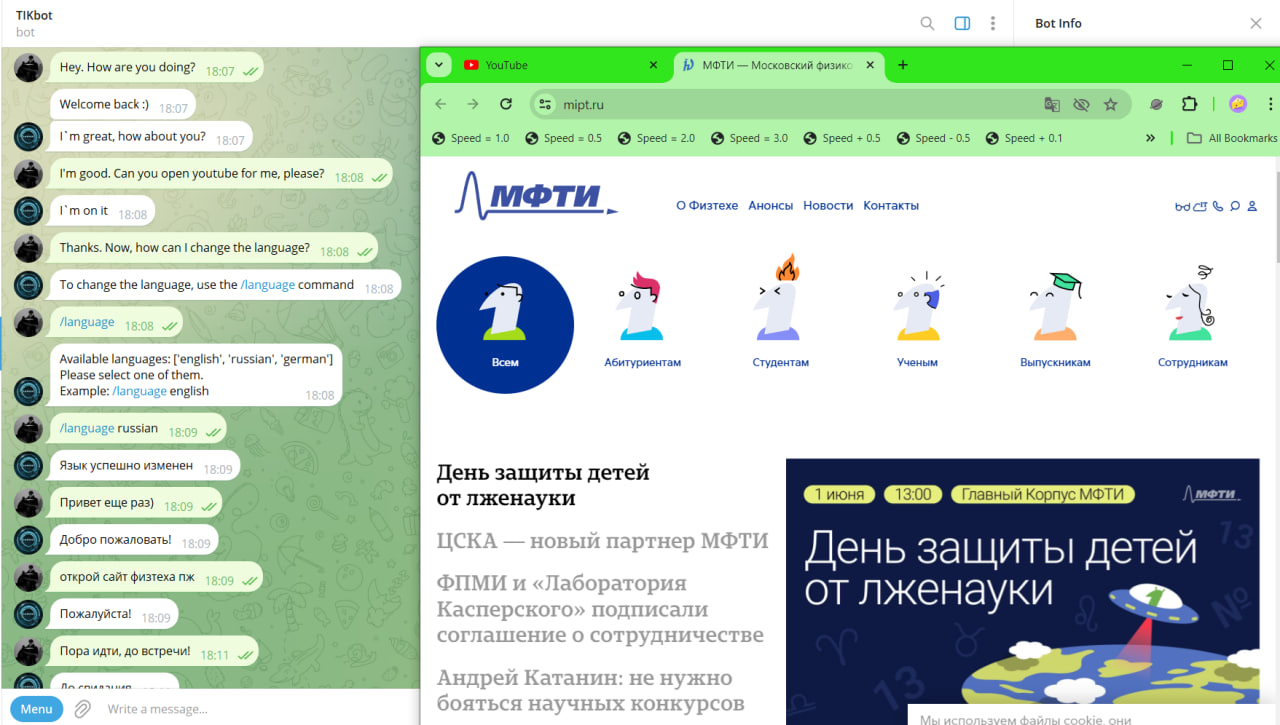 TIKbot
bot
Bot Info
Hey. How are you doing? 18:07
Welcome back :) 18:07
I`m great, how about you? 18:07
I'm good. Can you open youtube for me, please? 18:08
I`m on it 18:08
Thanks. Now, how can I change the language? 18:08
To change the language, use the /language command 18:08
/language 18:08
Available languages: ['english', 'russian', 'german']
Please select one of them.
Example: /language english 18:08
/language russian 18:09
Язык успешно изменен 18:09
Привет еще раз) 18:09
Добро пожаловать! 18:09
открой сайт физтеха пж 18:09
Пожалуйста! 18:09
Пора идти, до встречи! 18:11
До свидания
Menu
Write a message...
YouTube
МФТИ — Московский физико
mipt.ru
Speed = 1.0
Speed = 0.5
Speed = 2.0
Speed = 3.0
Speed + 0.5
Speed - 0.5
Speed + 0.1
All Bookmarks
МФТИ
О Физтехе
Анонсы
Новости
Контакты
Всем
Абитуриентам
Студентам
Ученым
Выпускникам
Сотрудникам
День защиты детей
от лженауки
ЦСКА — новый партнер МФТИ
ФПМИ и «Лаборатория
Касперского» подписали
соглашение о сотрудничестве
Андрей Катанин: не нужно
бояться научных конкурсов
1 июня
13:00
Главный Корпус МФТИ
МФТИ
День защиты детей
от лженауки
13
№
13
1
Мы используем файлы cookie, они